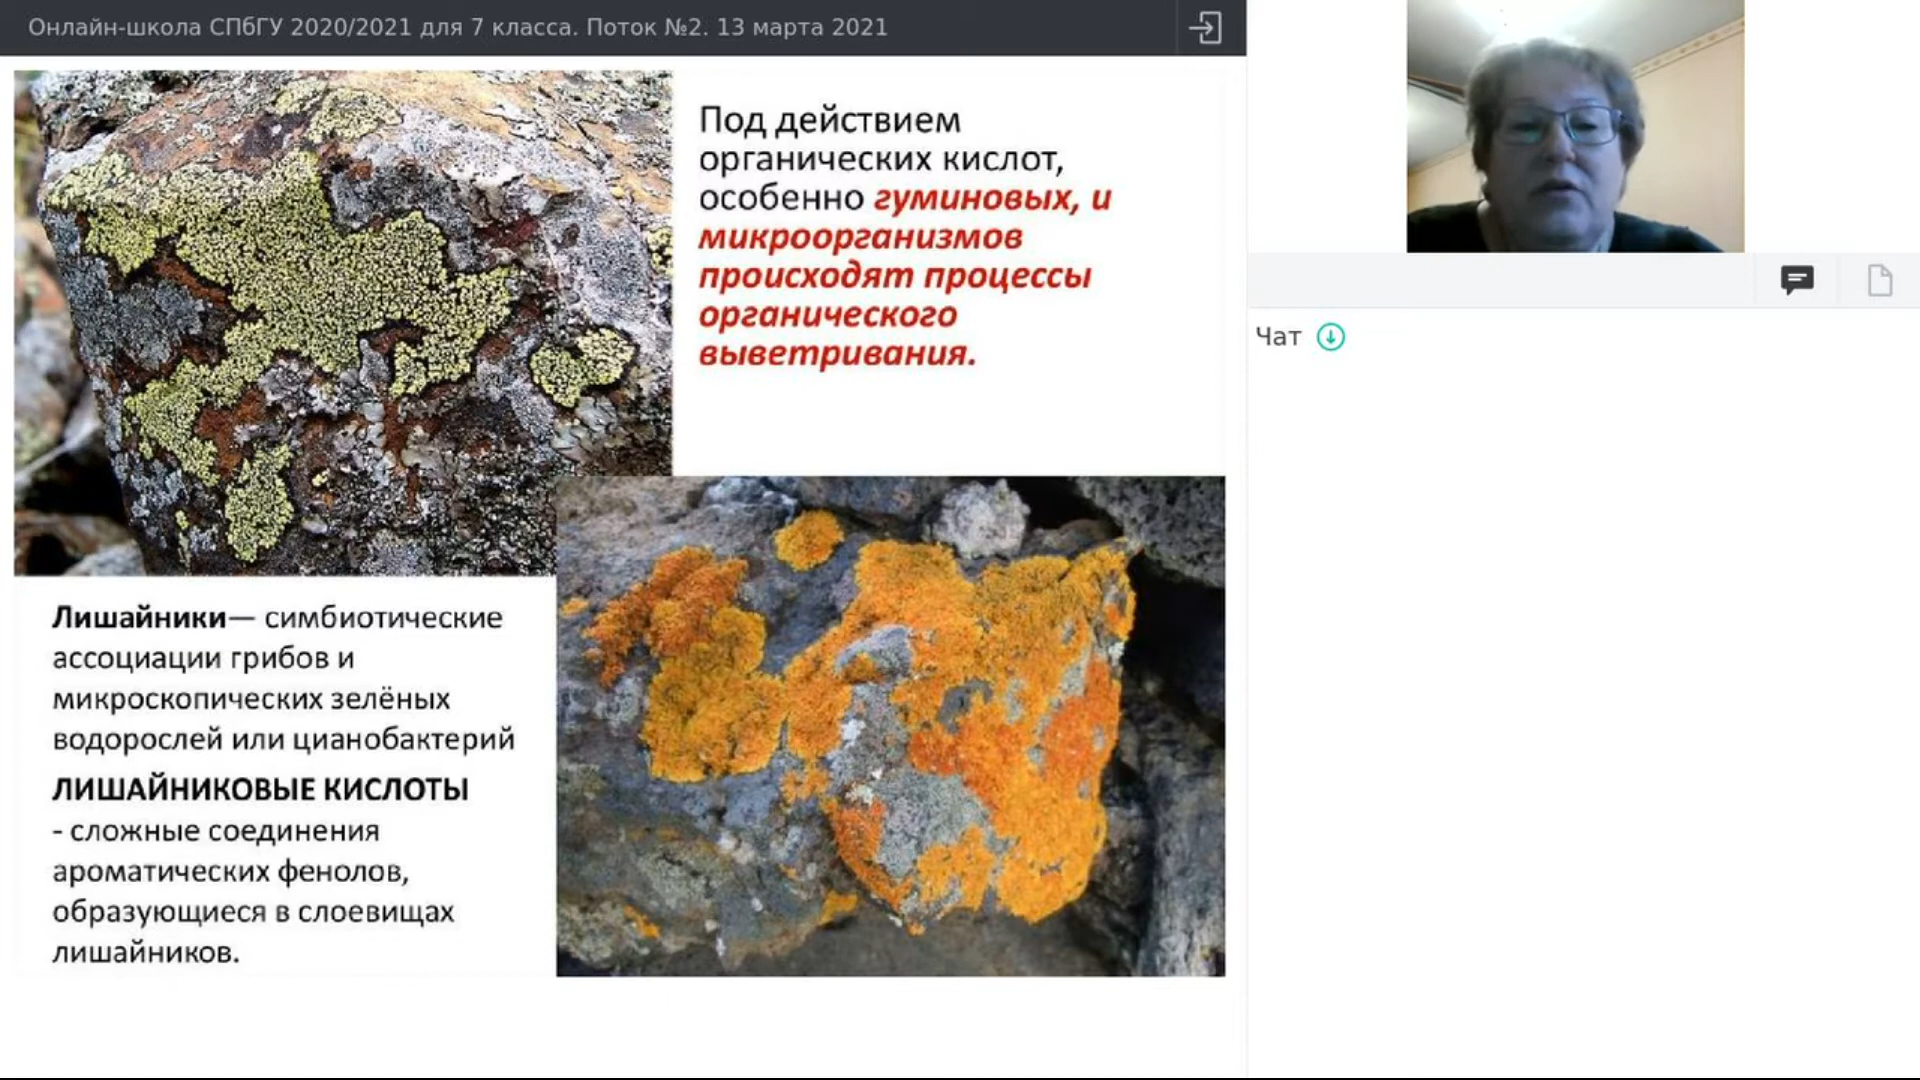 Онлайн-школа СПбГУ 2020/2021 для 7 класса. Поток №2. 13 марта 2021
Под действием
органических кислот,
особенно гуминовых, и
микроорганизмов
происходят процессы
органического
выветривания.
Лишайники— симбиотические
ассоциации грибов и
микроскопических зелёных
водорослей или цианобактерий
ЛИШАЙНИКОВЫЕ КИСЛОТЫ
- сложные соединения
ароматических фенолов,
образующиеся в слоевищах
лишайников.
Чат